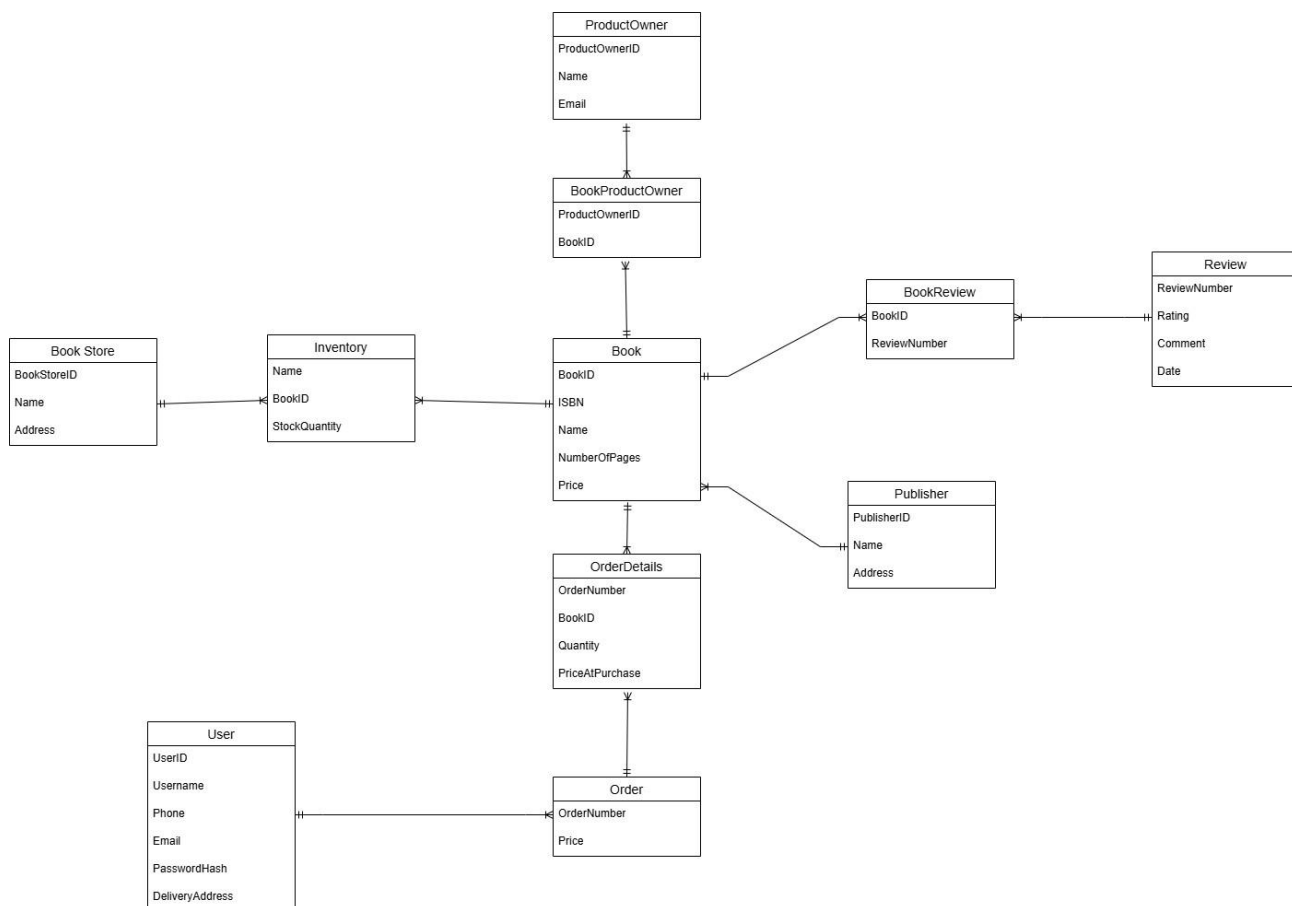 ProductOwner
ProductOwnerID
Name
Email
BookProductOwner
ProductOwnerID
BookID
Review
ReviewNumber
Rating
Comment
Date
BookReview
BookID
ReviewNumber
Book Store
BookStoreID
Name
Address
Inventory
Name
BookID
StockQuantity
Book
BookID
ISBN
Name
NumberOfPages
Price
Publisher
PublisherID
Name
Address
OrderDetails
OrderNumber
BookID
Quantity
PriceAtPurchase
User
UserID
Username
Phone
Email
PasswordHash
DeliveryAddress
Order
OrderNumber
Price